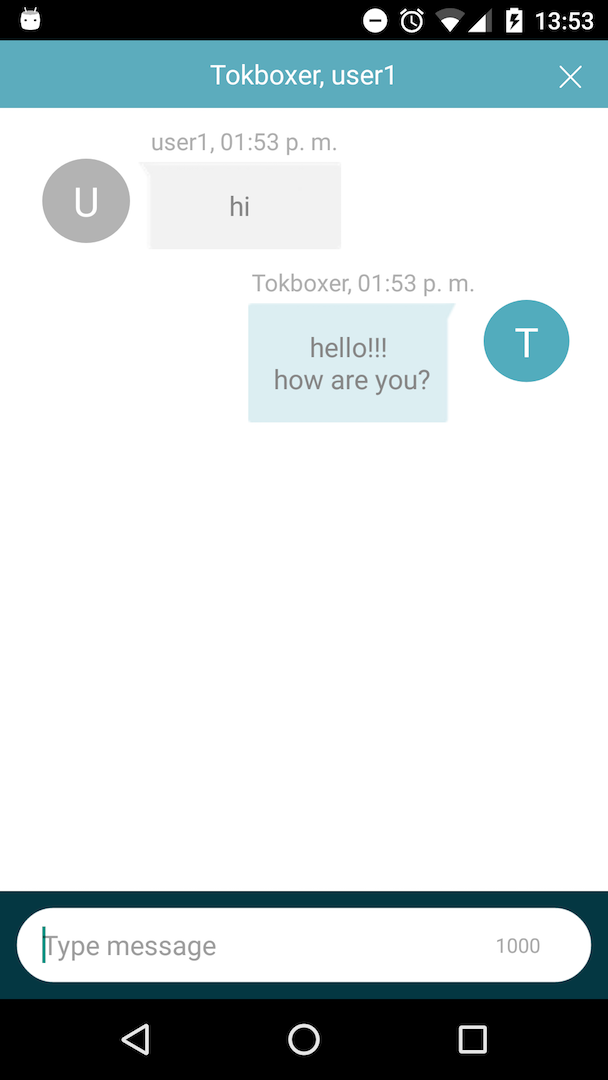 13:53
Tokboxer, user1
user1, 01:53 p. m.
U
hi
Tokboxer, 01:53 p. m.
hello!!!
how are you?
T
Type message
1000